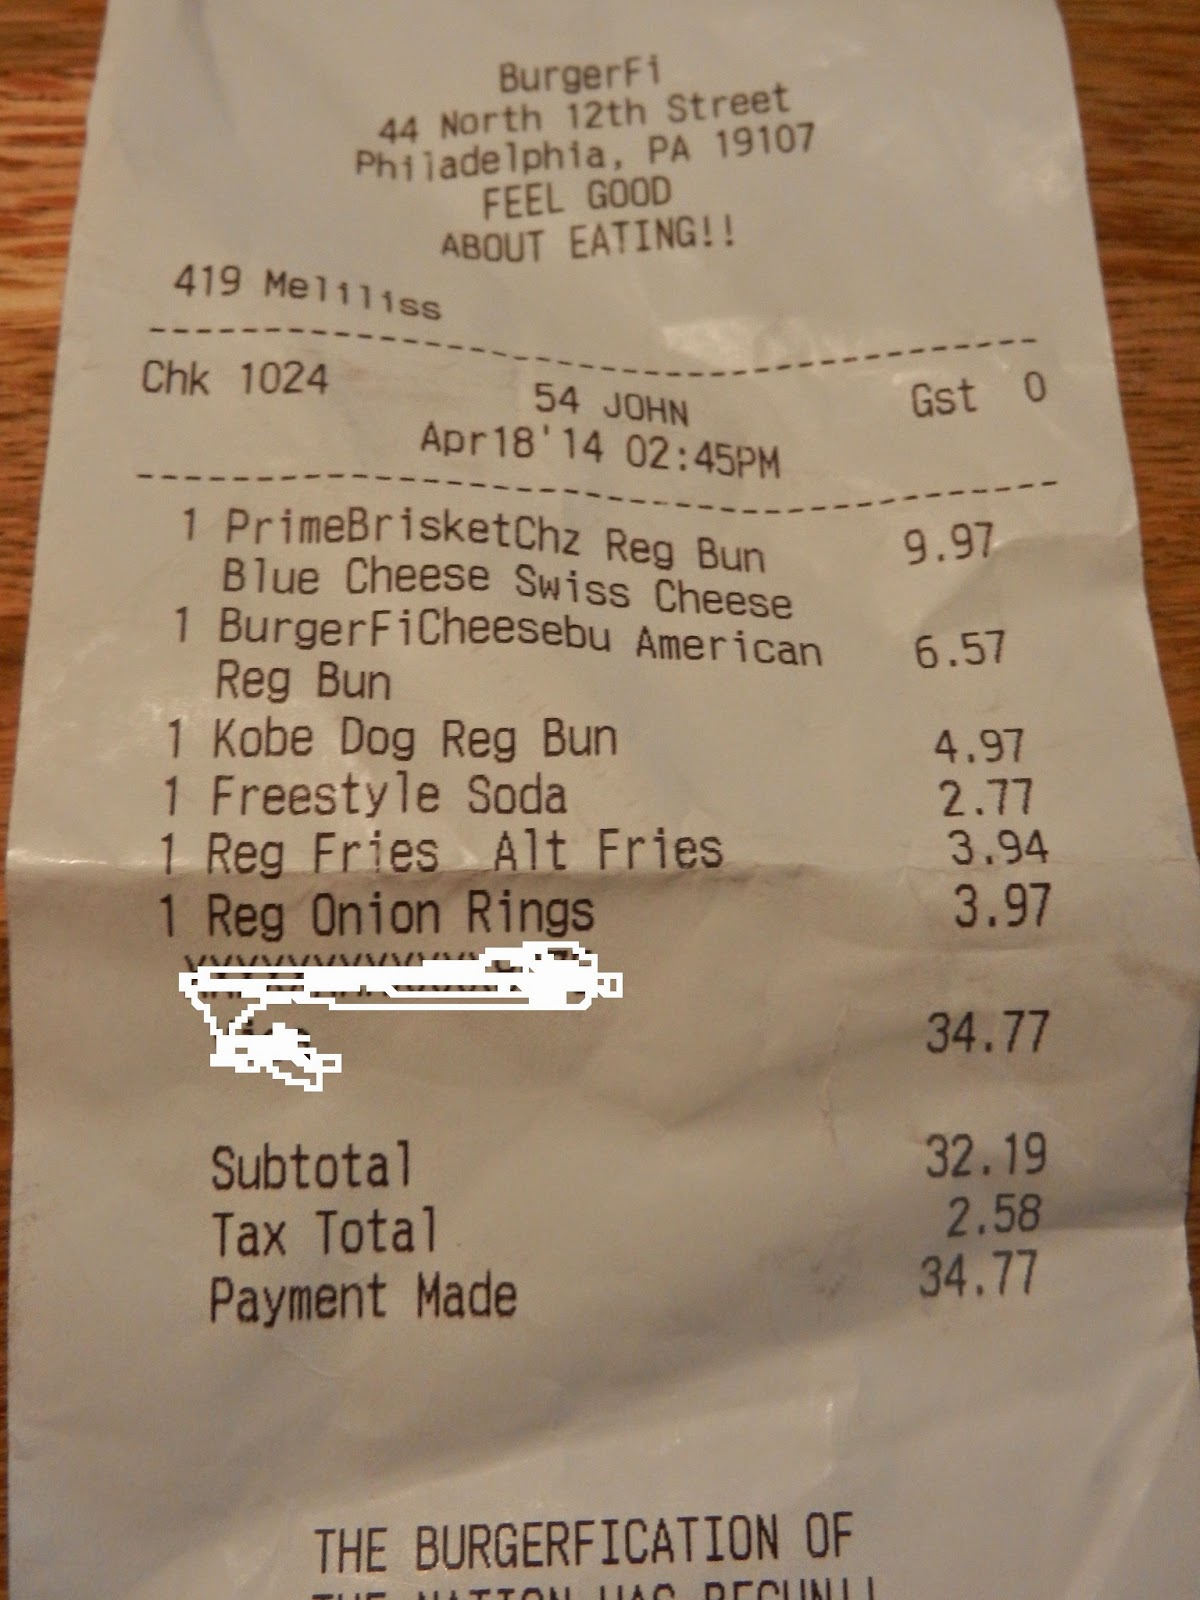 BurgerFi
44 North 12th Street
Philadelphia, PA 19107
FEEL GOOD
ABOUT EATING!!
419 Meliliss
Chk 1024 54 JOHN Gst 0
Apr18'14 02:45PM
1 PrimeBrisketChz Reg Bun 9.97
Blue Cheese Swiss Cheese
1 BurgerFiCheesebu American 6.57
Reg Bun
1 Kobe Dog Reg Bun 4.97
1 Freestyle Soda 2.77
1 Reg Fries Alt Fries 3.94
1 Reg Onion Rings 3.97
34.77
Subtotal 32.19
Tax Total 2.58
Payment Made 34.77
THE BURGERFICATION OF
THE NATION HAS BEGUN!!